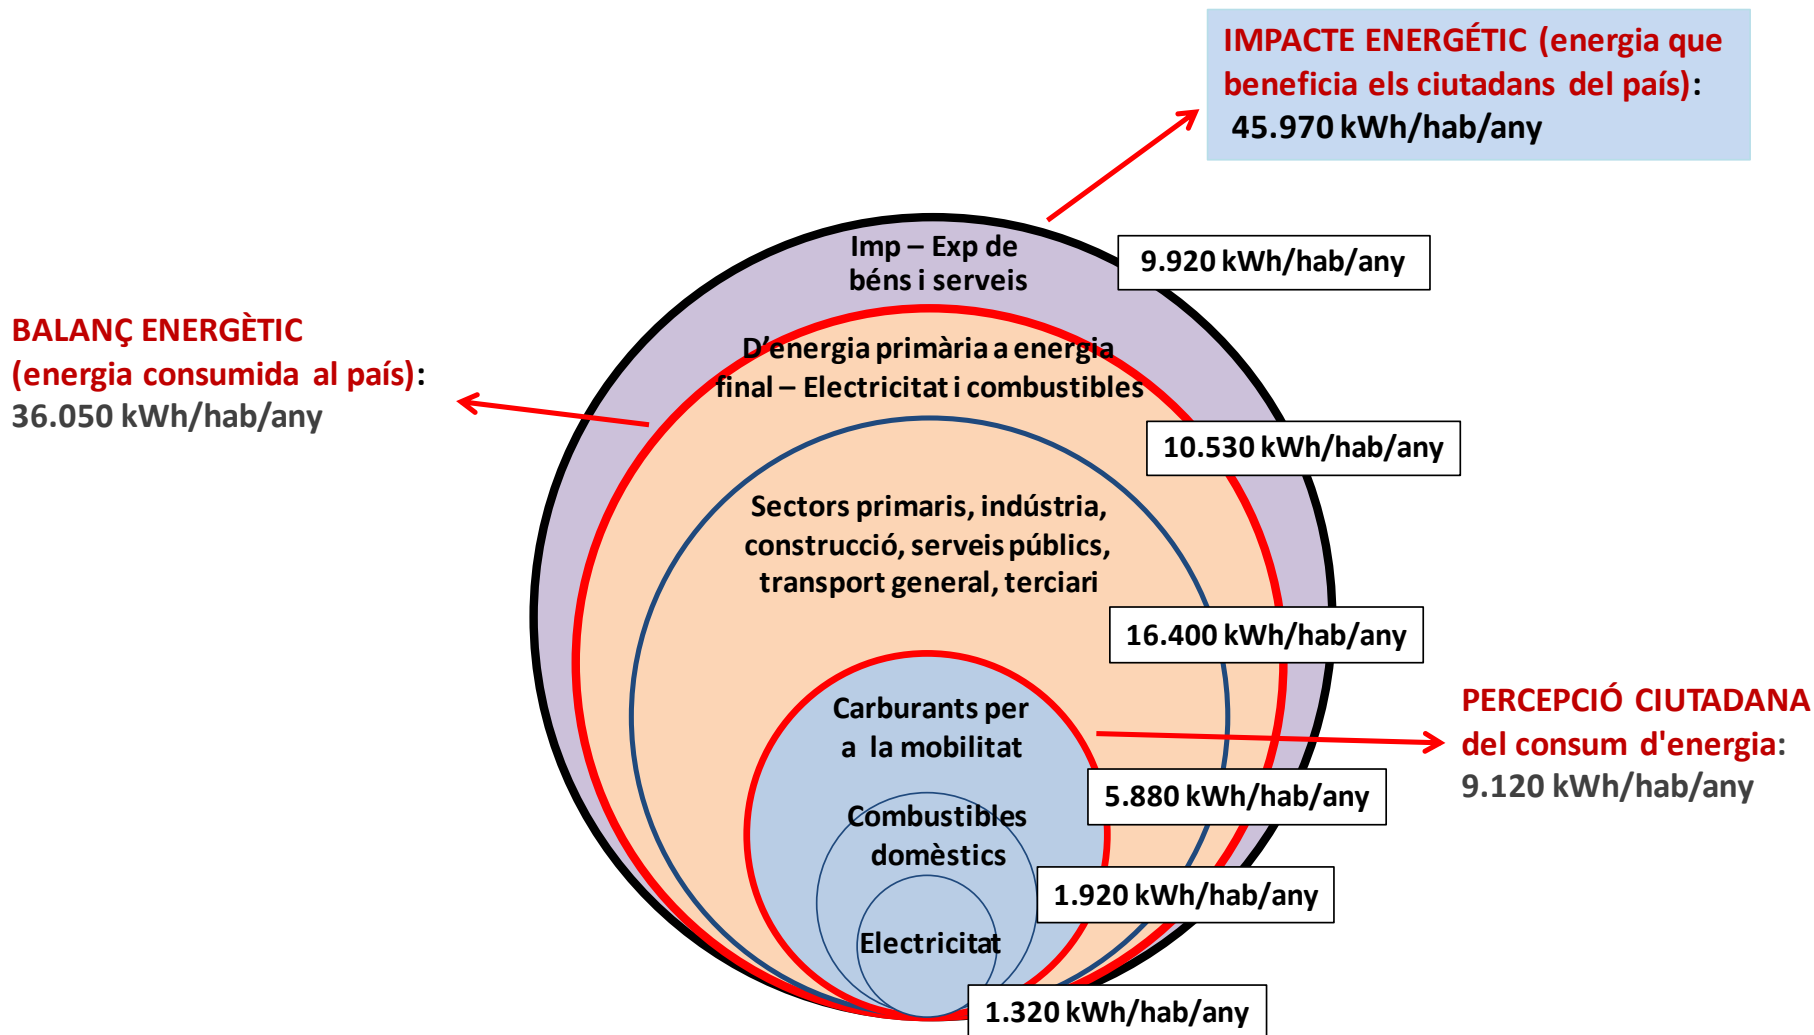 IMPACTE ENERGÉTIC (energia que
beneficia els ciutadans del país):
45.970 kWh/hab/any
Imp – Exp de
béns i serveis
9.920 kWh/hab/any
BALANÇ ENERGÈTIC
(energia consumida al país):
36.050 kWh/hab/any
D'energia primària a energia
final – Electricitat i combustibles
10.530 kWh/hab/any
Sectors primaris, indústria,
construcció, serveis públics,
transport general, terciari
16.400 kWh/hab/any
PERCEPCIÓ CIUTADANA
del consum d'energia:
9.120 kWh/hab/any
Carburants per
a la mobilitat
5.880 kWh/hab/any
Combustibles
domèstics
1.920 kWh/hab/any
Electricitat
1.320 kWh/hab/any